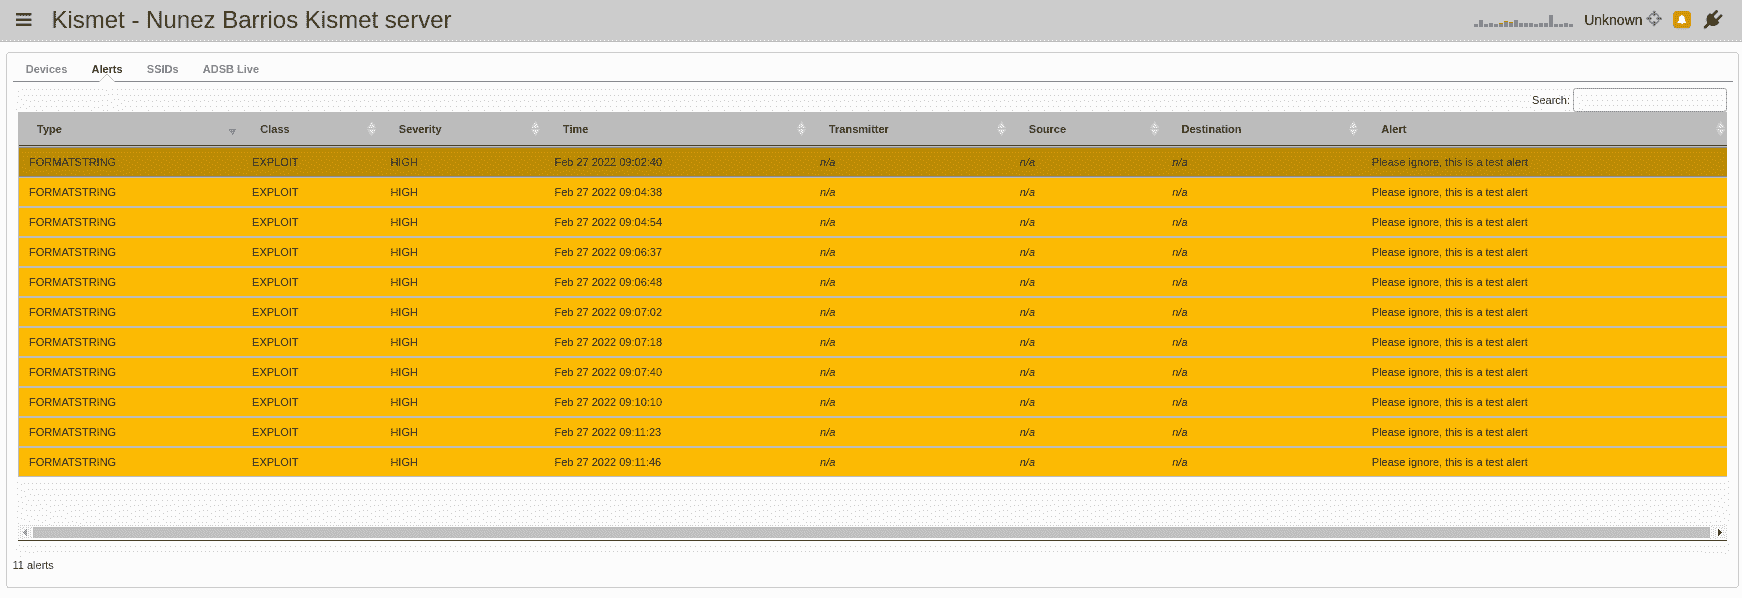 Kismet - Nunez Barrios Kismet server Unknown
Devices Alerts SSIDs ADSB Live
Search:
Type Class Severity Time Transmitter Source Destination Alert
FORMATSTRING EXPLOIT HIGH Feb 27 2022 09:02:40 n/a n/a n/a Please ignore, this is a test alert
FORMATSTRING EXPLOIT HIGH Feb 27 2022 09:04:38 n/a n/a n/a Please ignore, this is a test alert
FORMATSTRING EXPLOIT HIGH Feb 27 2022 09:04:54 n/a n/a n/a Please ignore, this is a test alert
FORMATSTRING EXPLOIT HIGH Feb 27 2022 09:06:37 n/a n/a n/a Please ignore, this is a test alert
FORMATSTRING EXPLOIT HIGH Feb 27 2022 09:06:48 n/a n/a n/a Please ignore, this is a test alert
FORMATSTRING EXPLOIT HIGH Feb 27 2022 09:07:02 n/a n/a n/a Please ignore, this is a test alert
FORMATSTRING EXPLOIT HIGH Feb 27 2022 09:07:18 n/a n/a n/a Please ignore, this is a test alert
FORMATSTRING EXPLOIT HIGH Feb 27 2022 09:07:40 n/a n/a n/a Please ignore, this is a test alert
FORMATSTRING EXPLOIT HIGH Feb 27 2022 09:10:10 n/a n/a n/a Please ignore, this is a test alert
FORMATSTRING EXPLOIT HIGH Feb 27 2022 09:11:23 n/a n/a n/a Please ignore, this is a test alert
FORMATSTRING EXPLOIT HIGH Feb 27 2022 09:11:46 n/a n/a n/a Please ignore, this is a test alert
11 alerts